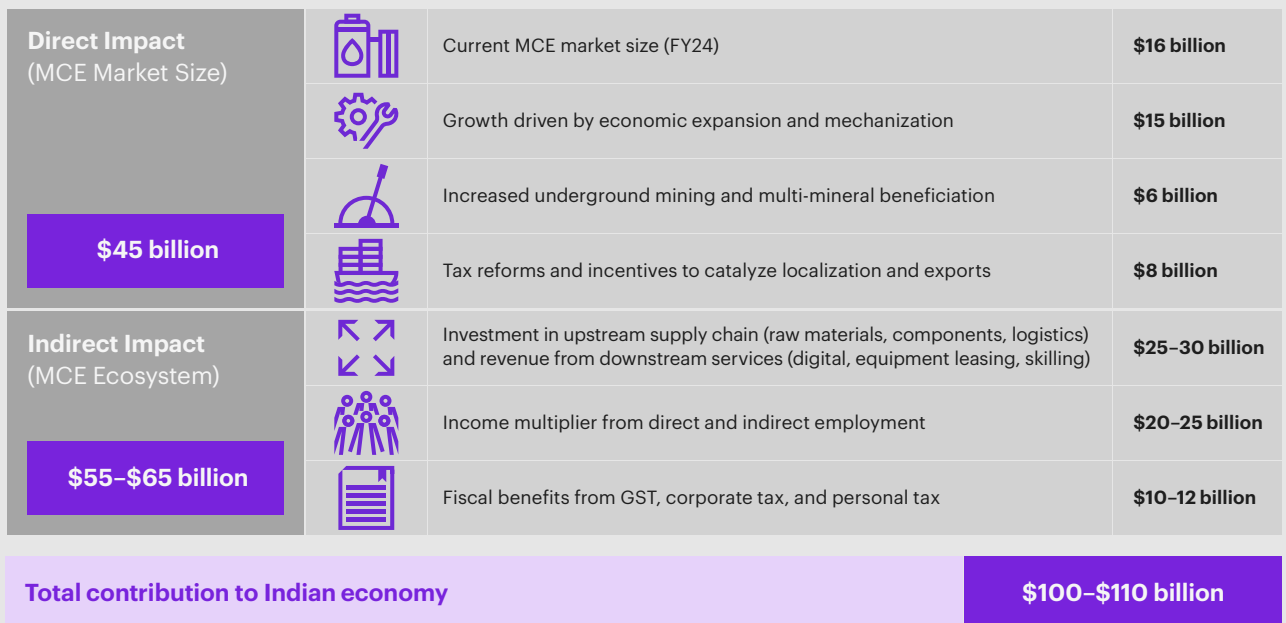 Direct Impact
(MCE Market Size)
$45 billion
Current MCE market size (FY24)
$16 billion
Growth driven by economic expansion and mechanization
$15 billion
Increased underground mining and multi-mineral beneficiation
$6 billion
Tax reforms and incentives to catalyze localization and exports
$8 billion
Indirect Impact
(MCE Ecosystem)
$55–$65 billion
Investment in upstream supply chain (raw materials, components, logistics)
and revenue from downstream services (digital, equipment leasing, skilling)
$25–30 billion
Income multiplier from direct and indirect employment
$20–25 billion
Fiscal benefits from GST, corporate tax, and personal tax
$10–12 billion
Total contribution to Indian economy
$100–$110 billion